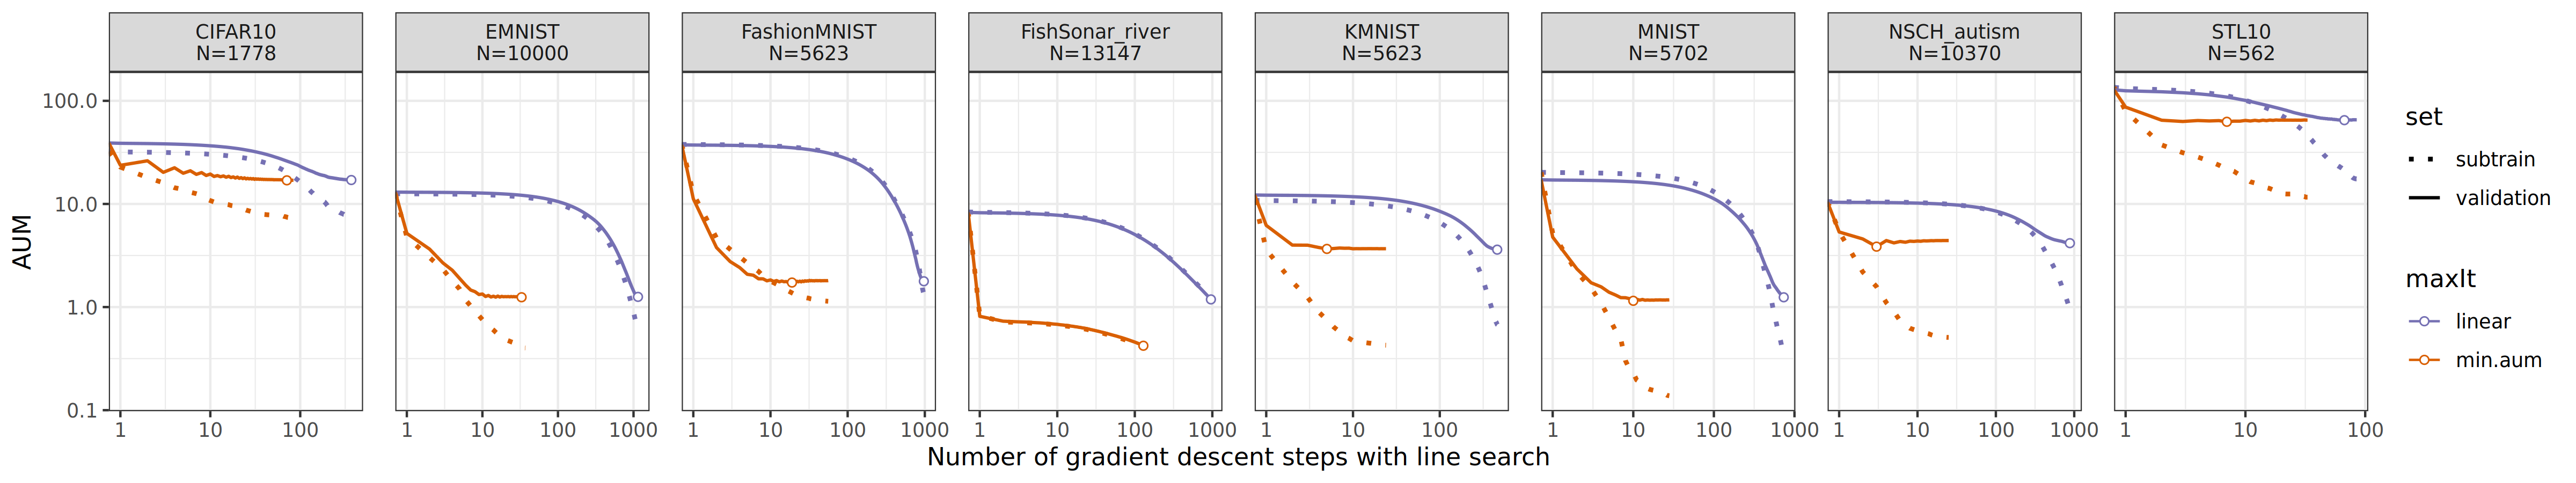 CIFAR10
N=1778
EMNIST
N=10000
FashionMNIST
N=5623
FishSonar_river
N=13147
KMNIST
N=5623
MNIST
N=5702
NSCH_autism
N=10370
STL10
N=562
AUM
100.0
10.0
1.0
0.1
1 10 100
1 10 100 1000
1 10 100 1000
1 10 100 1000
1 10 100
1 10 100 1000
1 10 100 1000
1 10 100
Number of gradient descent steps with line search
set
subtrain
validation
maxIt
linear
min.aum